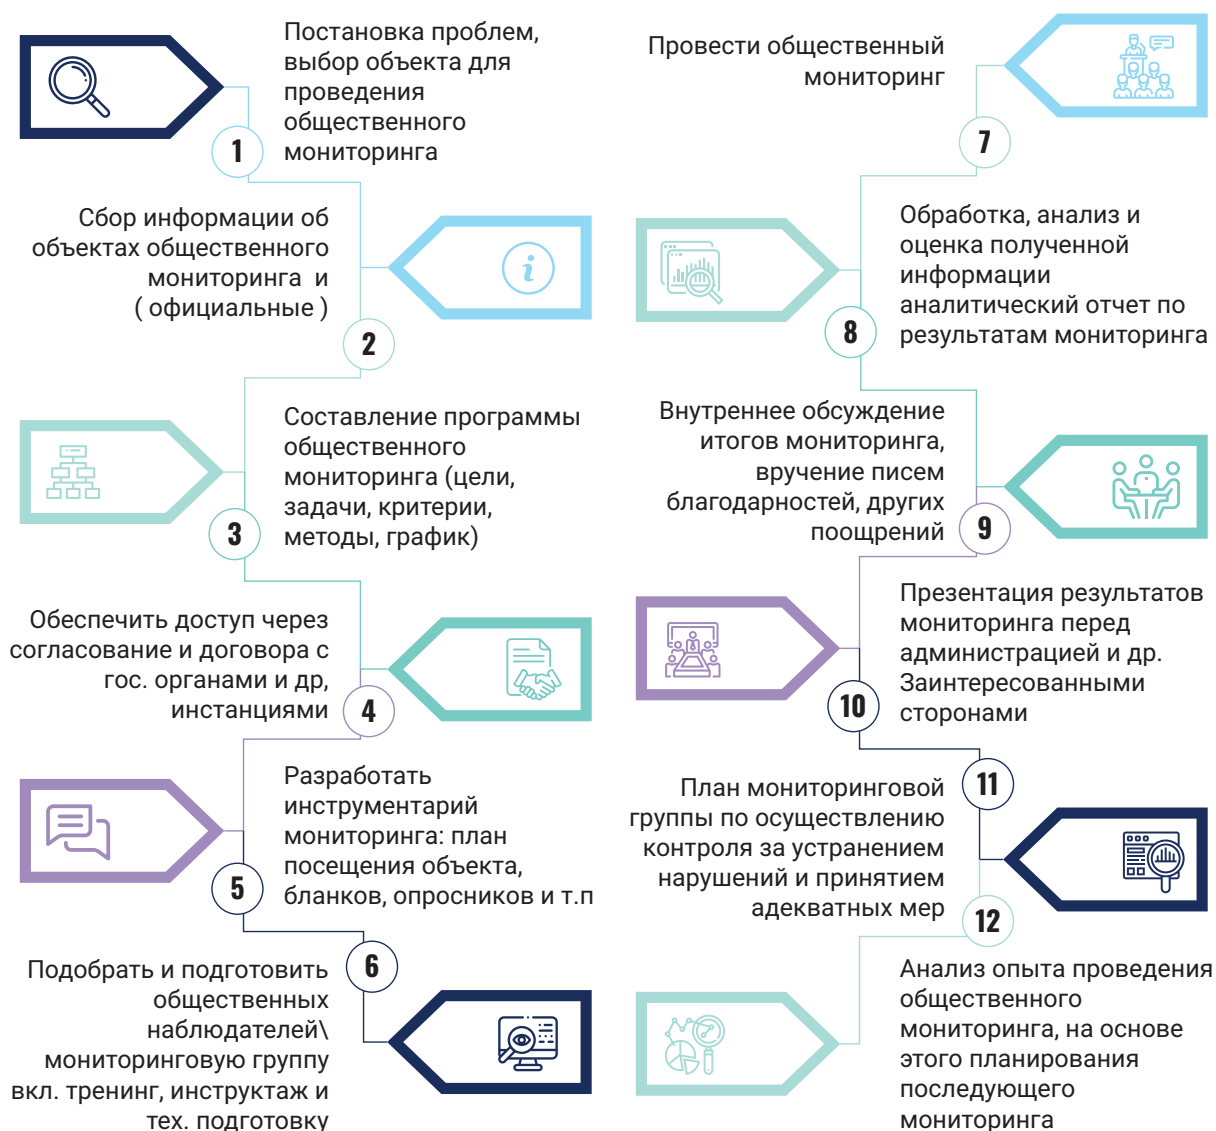 Постановка проблем,
выбор объекта для
проведения
общественного
мониторинга
1
Сбор информации об
объектах общественного
мониторинга и
( официальные )
i
2
Составление программы
общественного
мониторинга (цели,
задачи, критерии,
методы, график)
3
Обеспечить доступ через
согласование и договора с
гос. органами и др,
инстанциями
4
Разработать
инструментарий
мониторинга: план
посещения объекта,
бланков, опросников и т.п
5
6
Подобрать и подготовить
общественных
наблюдателей\
мониторинговую группу
вкл. тренинг, инструктаж и
тех. подготовку
Провести общественный
мониторинг
7
Обработка, анализ и
оценка полученной
информации
аналитический отчет по
результатам мониторинга
8
Внутреннее обсуждение
итогов мониторинга,
вручение писем
благодарностей, других
поощрений
9
Презентация результатов
мониторинга перед
администрацией и др.
Заинтересованными
сторонами
10
11
План мониторинговой
группы по осуществлению
контроля за устранением
нарушений и принятием
адекватных мер
12
Анализ опыта проведения
общественного
мониторинга, на основе
этого планирования
последующего
мониторинга